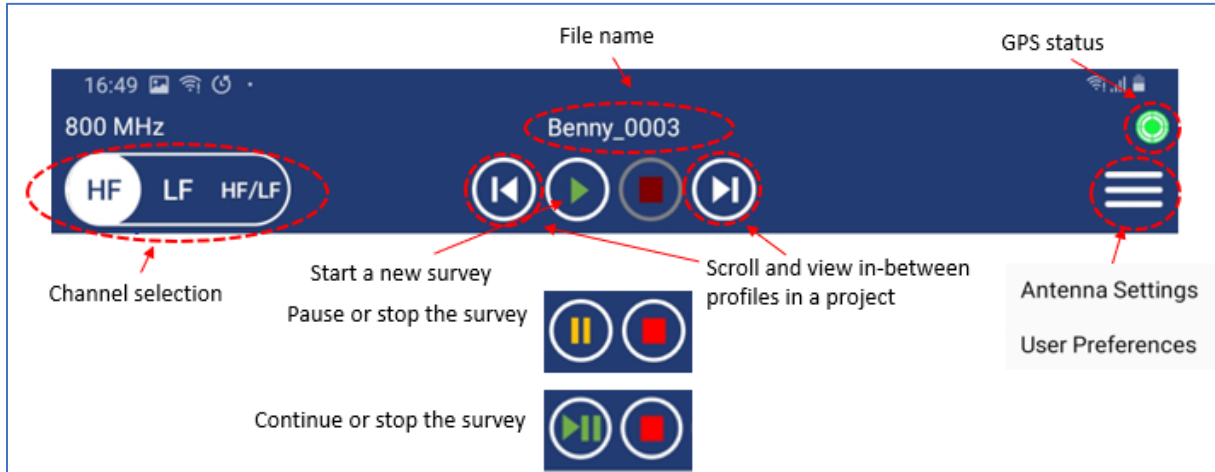 File name
GPS status
16:49
800 MHz
Benny_0003
HF LF HF/LF
Start a new survey
Scroll and view in-between
profiles in a project
Channel selection
Pause or stop the survey
Antenna Settings
User Preferences
Continue or stop the survey